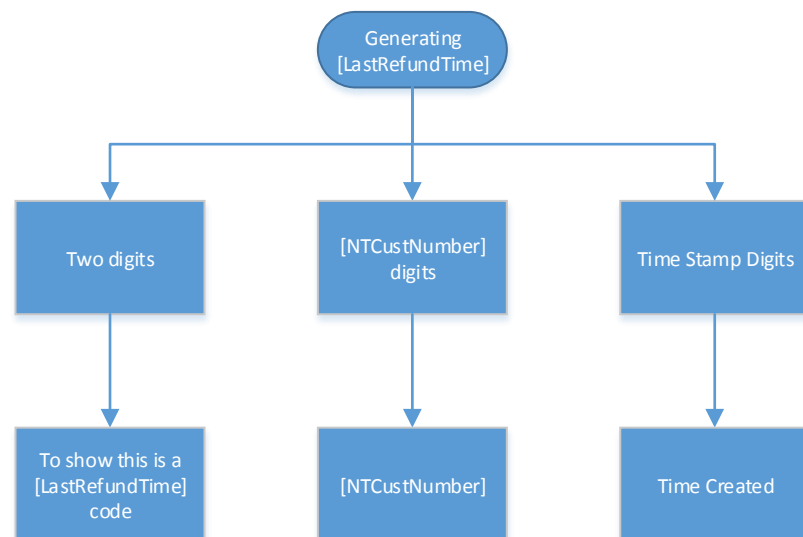 Generating
[LastRefundTime]
Two digits
[NTCustNumber]
digits
Time Stamp Digits
To show this is a
[LastRefundTime]
code
[NTCustNumber]
Time Created